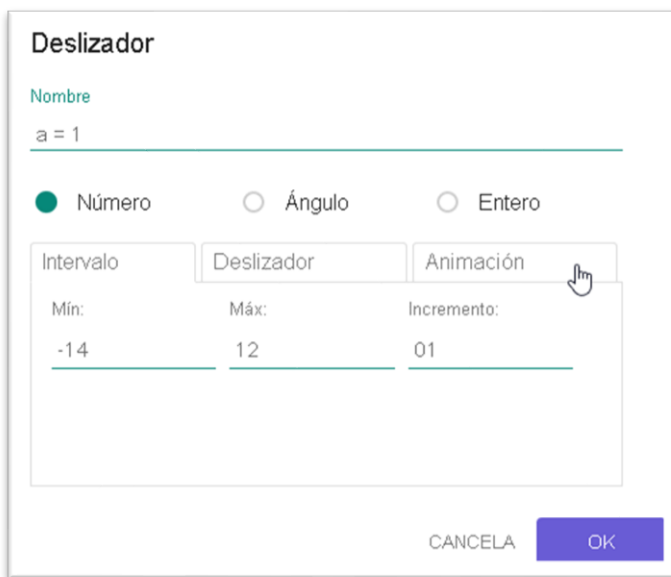 Deslizador
Nombre
a = 1
Número Ángulo Entero
Intervalo Deslizador Animación
Mín: Máx: Incremento:
-14 12 01
CANCELA OK